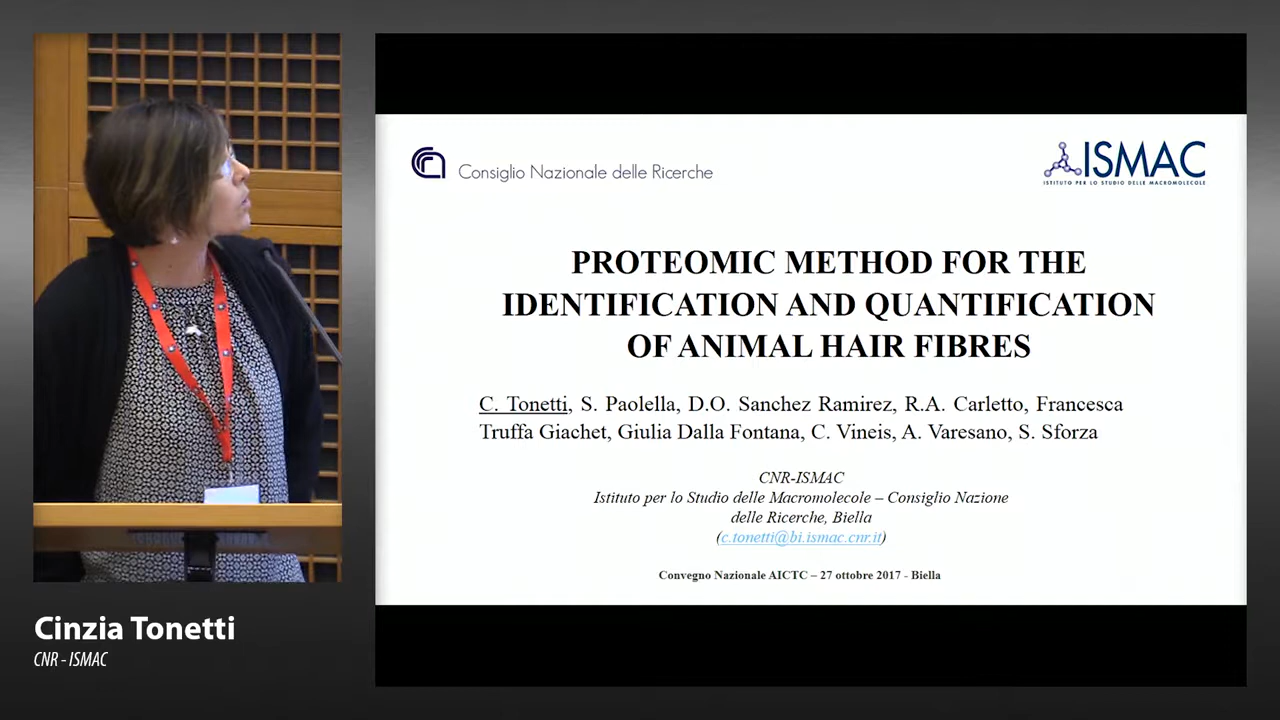 Consiglio Nazionale delle Ricerche
ISMAC
ISTITUTO PER LO STUDIO DELLE MACROMOLECOLE
PROTEOMIC METHOD FOR THE
IDENTIFICATION AND QUANTIFICATION
OF ANIMAL HAIR FIBRES
C. Tonetti, S. Paolella, D.O. Sanchez Ramirez, R.A. Carletto, Francesca
Truffa Giachet, Giulia Dalla Fontana, C. Vineis, A. Varesano, S. Sforza
CNR-ISMAC
Istituto per lo Studio delle Macromolecole – Consiglio Nazione
delle Ricerche, Biella
(c.tonetti@bi.ismac.cnr.it)
Convegno Nazionale AICTC – 27 ottobre 2017 - Biella
Cinzia Tonetti
CNR - ISMAC